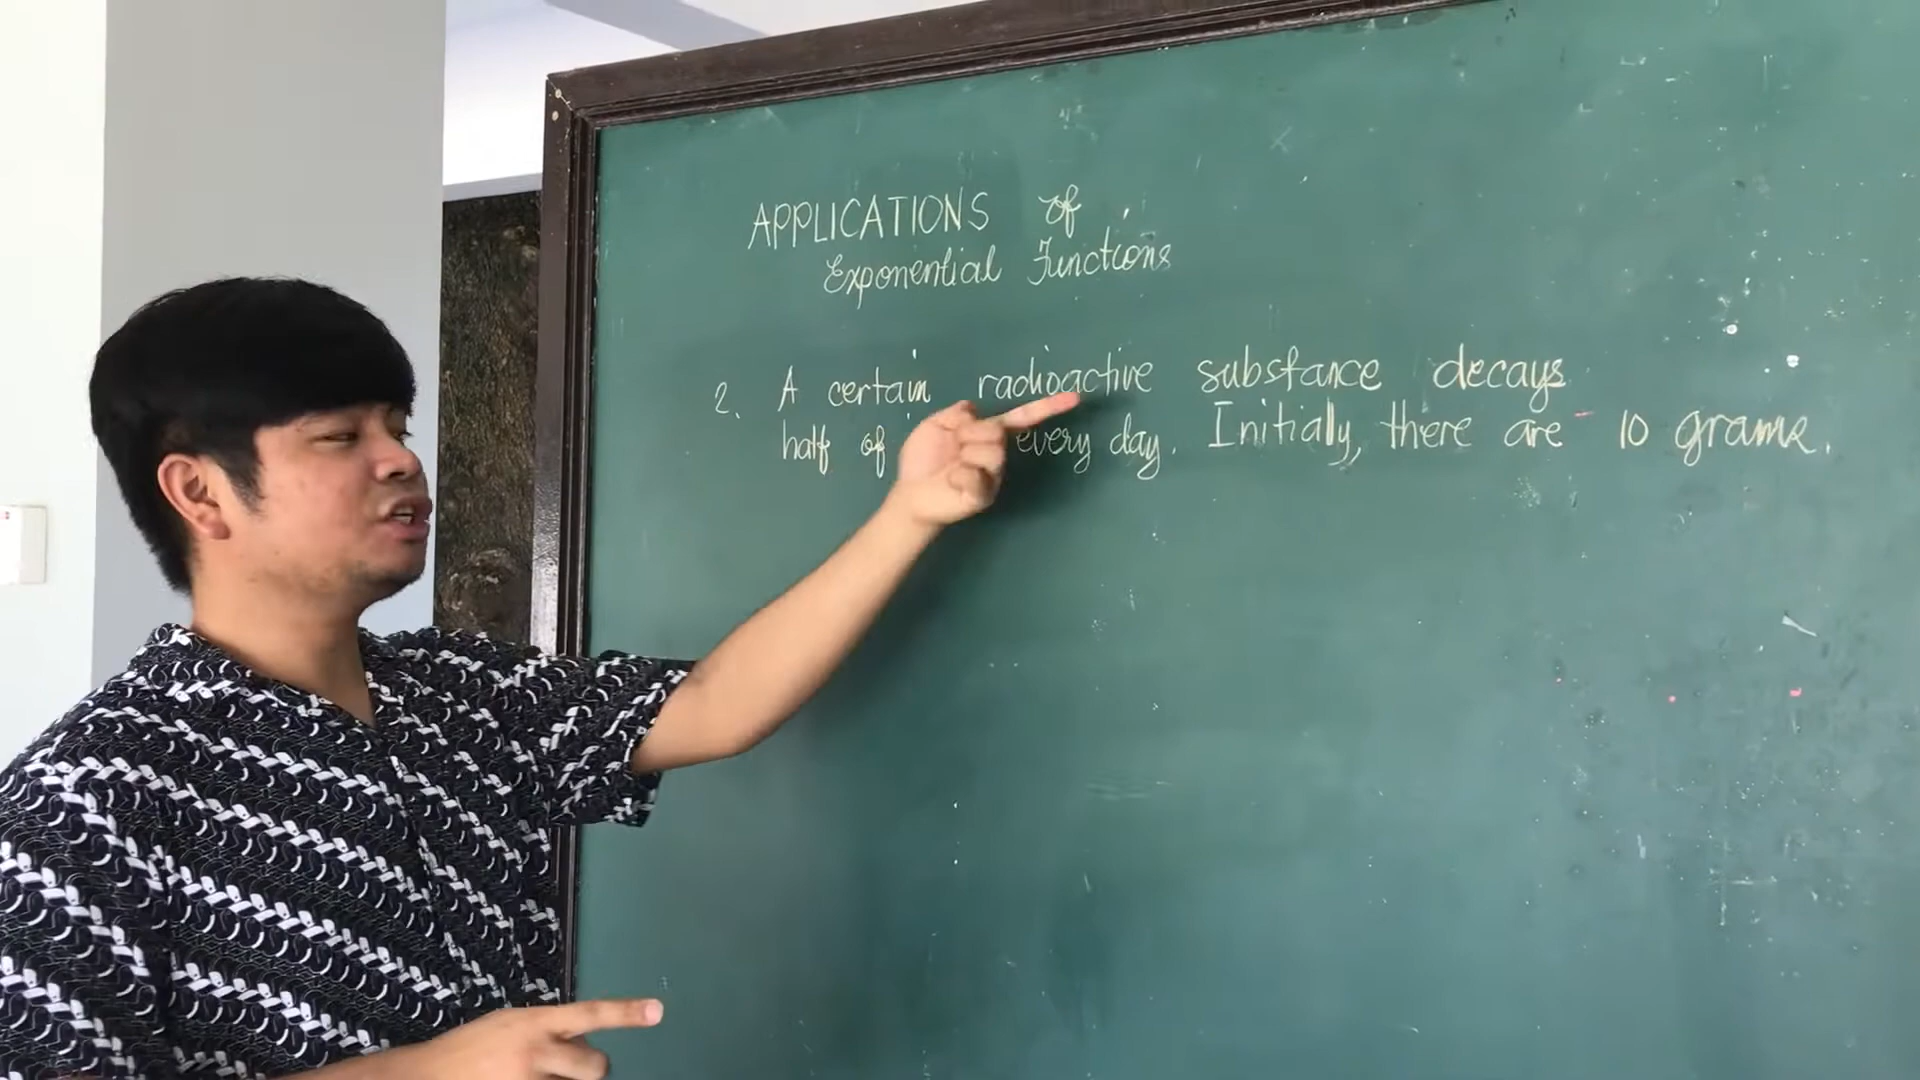 APPLICATIONS of
Exponential Functions
2. A certain radioactive substance decays
half of every day. Initially, there are 10 grams.